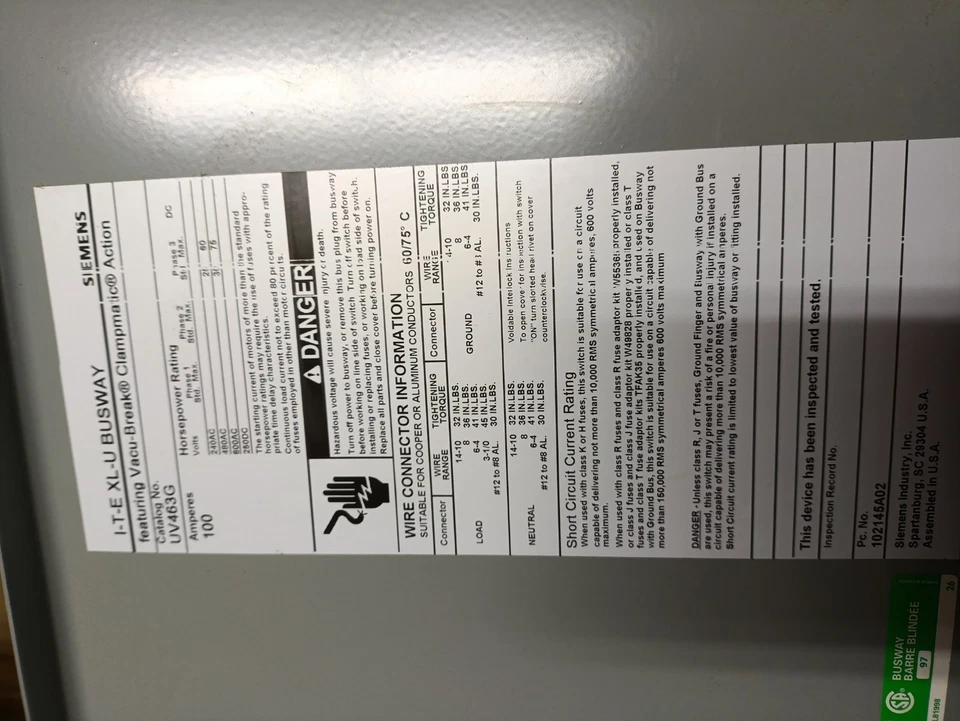 SIEMENS
I-T-E XL-U BUSWAY
featuring Vacu-Break® Clampmatic® Action
Catalog No.
UV463G
Amperes
100
Horsepower Rating
Volts Phase 1 Phase 2 Phase 3 DC
Std. Max. Std. Max. Std. Max.
240AC
480AC 60
600AC 75
250DC
The starting current of motors of more than the standard
horsepower ratings may require the use of fuses with appro-
priate time delay characteristics.
Continuous load current not to exceed 80 percent of the rating
of fuses employed in other than motor circuits.
DANGER
Hazardous voltage will cause severe injury or death.
Turn off power to busway, or remove this bus plug from busway
before working on line side of switch. Turn off switch before
installing or replacing fuses, or working on load side of switch.
Replace all parts and close cover before turning power on.
WIRE CONNECTOR INFORMATION
SUITABLE FOR COOPER OR ALUMINUM CONDUCTORS 60/75° C
Connector WIRE RANGE TIGHTENING TORQUE Connector WIRE RANGE TIGHTENING TORQUE
LOAD
14-10 32 IN.LBS.
8 36 IN.LBS.
6-4 41 IN.LBS.
3-1/0 45 IN.LBS.
#12 to #8 AL. 30 IN.LBS.
GROUND
4-10 32 IN.LBS
8 36 IN.LBS
6-4 41 IN.LBS
#12 to #8 AL. 30 IN.LBS.
NEUTRAL
14-10 32 IN.LBS.
8 36 IN.LBS.
6-4 41 IN.LBS.
#12 to #8 AL. 30 IN.LBS.
Voidable Interlock Instructions
To open cover for inspection with switch
"ON" turn slotted head rivet on cover
counterclockwise.
Short Circuit Current Rating
When used with class K or H fuses, this switch is suitable for use on a circuit
capable of delivering not more than 10,000 RMS symmetrical amperes, 600 volts
maximum.
When used with class R fuses and class R fuse adaptor kit properly installed,
or class J fuses and class J fuse adaptor kit W49828 properly installed or class T
fuses and class T fuse adaptor kits TFAK35 properly installed, and used on Busway
with Ground Bus, this switch is suitable for use on a circuit capable of delivering not
more than 150,000 RMS symmetrical amperes 600 volts maximum
DANGER - Unless class R, J or T fuses, Ground Finger and Busway with Ground Bus
are used, this switch may present a risk of a fire or personal injury if installed on a
circuit capable of delivering more than 10,000 RMS symmetrical amperes.
Short Circuit current rating is limited to lowest value of busway or fitting installed.
This device has been inspected and tested.
Inspection Record No.
Pc. No.
102145A02
Siemens Industry, Inc.
Spartanburg, SC 29304 U.S.A.
Assembled in U.S.A.
BUSWAY
BARRE BLINDÉE
97
26
L81998